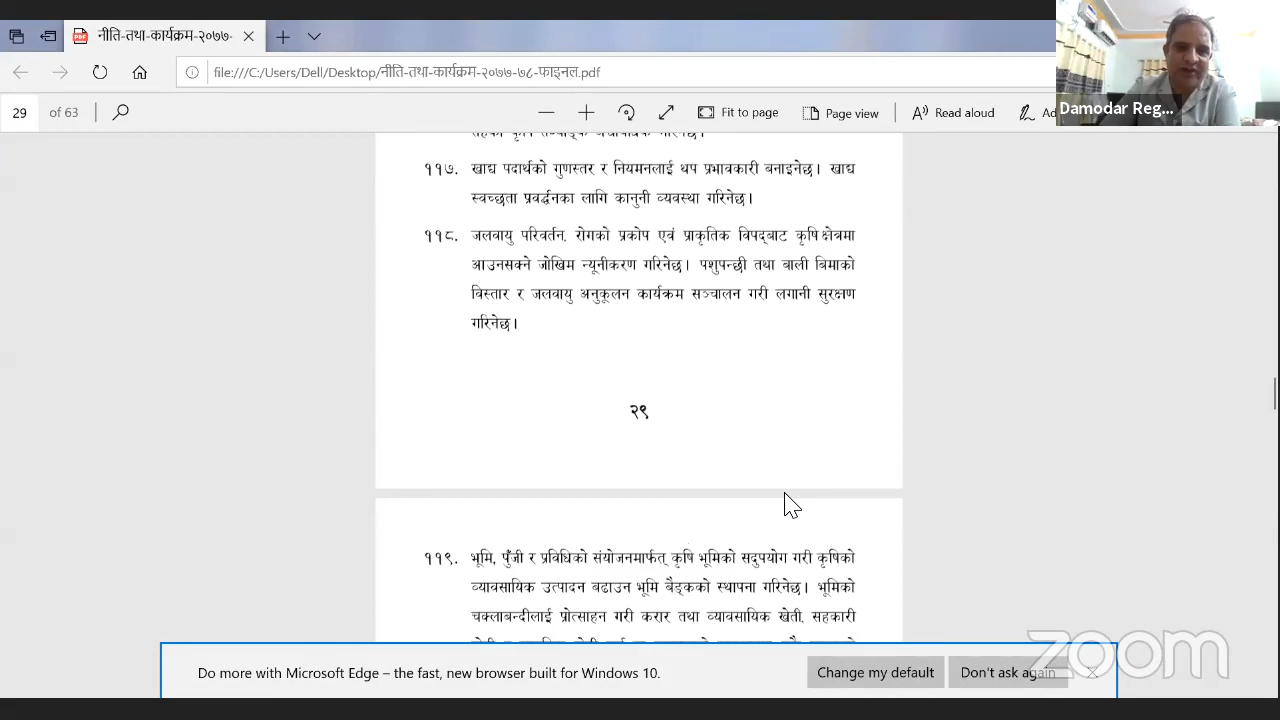 नीति-तथा-कार्यक्रम-२०७७-
file:///C:/Users/Dell/Desktop/नीति-तथा-कार्यक्रम-२०७७-७८-फाइनल.pdf
Damodar Reg...
29 of 63 Fit to page Page view Read aloud
११७. खाद्य पदार्थको गुणस्तर र नियमनलाई थप प्रभावकारी बनाइनेछ। खाद्य
स्वच्छता प्रवर्द्धनका लागि कानुनी व्यवस्था गरिनेछ।
११८. जलवायु परिवर्तन, रोगको प्रकोप एवं प्राकृतिक विपद्बाट कृषि क्षेत्रमा
आउनसक्ने जोखिम न्यूनीकरण गरिनेछ। पशुपन्छी तथा बाली बिमाको
विस्तार र जलवायु अनुकूलन कार्यक्रम सञ्चालन गरी लगानी सुरक्षण
गरिनेछ।
२९
११९. भूमि, पुँजी र प्रविधिको संयोजनमार्फत् कृषि भूमिको सदुपयोग गरी कृषिको
व्यावसायिक उत्पादन बढाउन भूमि बैङ्कको स्थापना गरिनेछ। भूमिको
चक्लाबन्दीलाई प्रोत्साहन गरी करार तथा व्यावसायिक खेती, सहकारी
Do more with Microsoft Edge – the fast, new browser built for Windows 10. Change my default Don't ask again
zoom